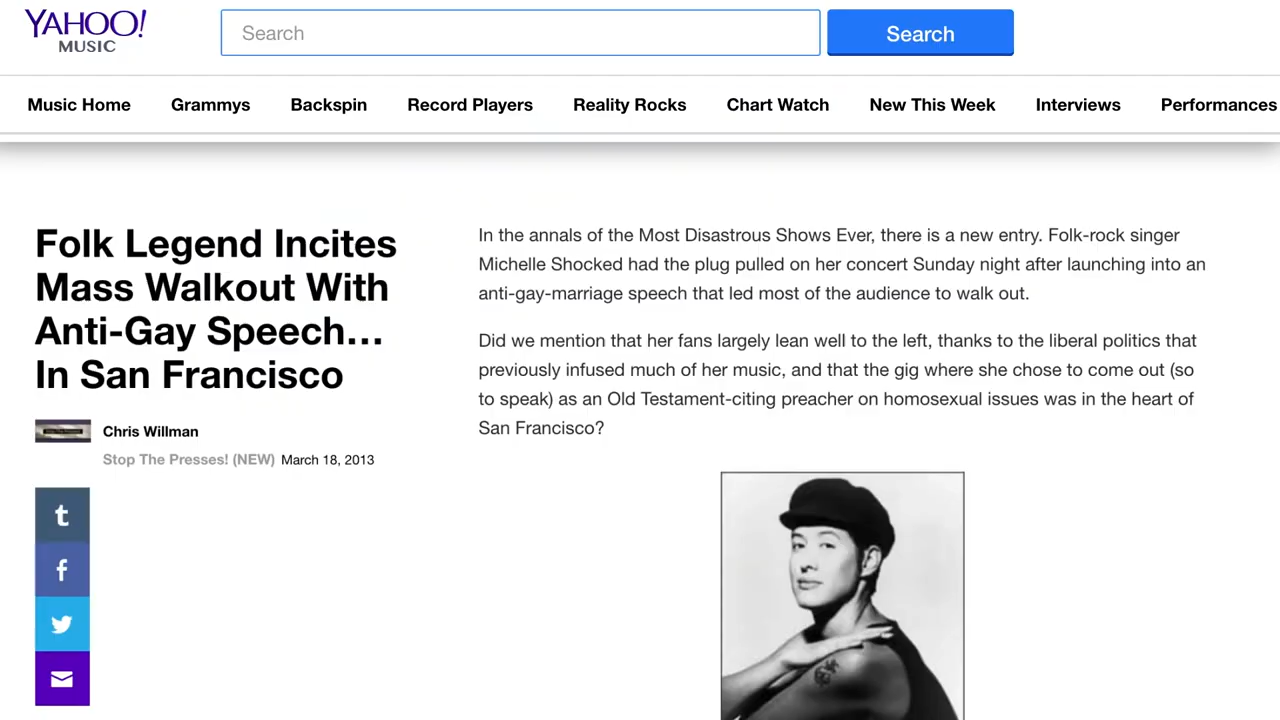 YAHOO!
MUSIC
Search
Search
Music Home
Grammys
Backspin
Record Players
Reality Rocks
Chart Watch
New This Week
Interviews
Performances
Folk Legend Incites
Mass Walkout With
Anti-Gay Speech...
In San Francisco
Chris Willman
Stop The Presses! (NEW) March 18, 2013
t
f
In the annals of the Most Disastrous Shows Ever, there is a new entry. Folk-rock singer
Michelle Shocked had the plug pulled on her concert Sunday night after launching into an
anti-gay-marriage speech that led most of the audience to walk out.
Did we mention that her fans largely lean well to the left, thanks to the liberal politics that
previously infused much of her music, and that the gig where she chose to come out (so
to speak) as an Old Testament-citing preacher on homosexual issues was in the heart of
San Francisco?